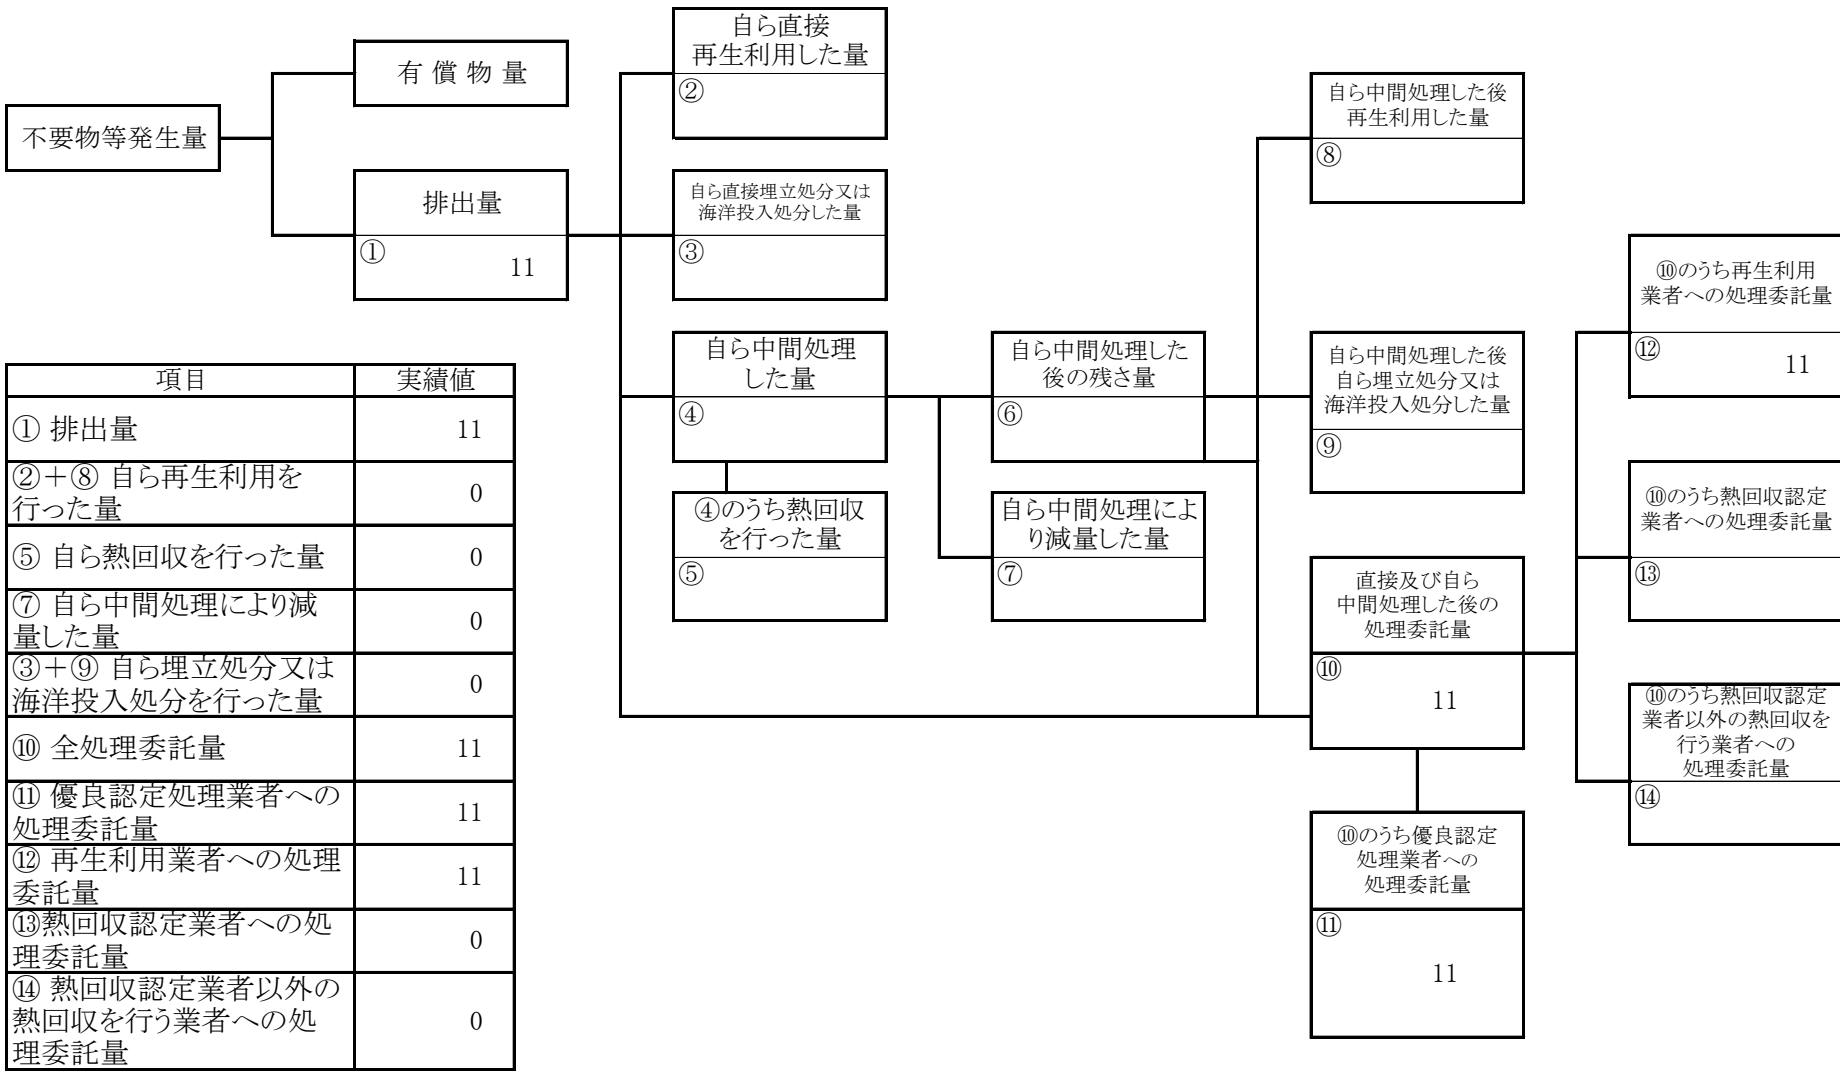 不要物等発生量
有 償 物 量
排出量
①
11
自ら直接
再生利用した量
②
自ら直接埋立処分又は
海洋投入処分した量
③
自ら中間処理
した量
④
④のうち熱回収
を行った量
⑤
自ら中間処理した
後の残さ量
⑥
自ら中間処理によ
り減量した量
⑦
自ら中間処理した後
再生利用した量
⑧
自ら中間処理した後
自ら埋立処分又は
海洋投入処分した量
⑨
直接及び自ら
中間処理した後の
処理委託量
⑩
11
⑩のうち優良認定
処理業者への
処理委託量
⑪
11
⑩のうち再生利用
業者への処理委託量
⑫
11
⑩のうち熱回収認定
業者への処理委託量
⑬
⑩のうち熱回収認定
業者以外の熱回収を
行う業者への
処理委託量
⑭
項目 実績値
① 排出量 11
②＋⑧ 自ら再生利用を
行った量 0
⑤ 自ら熱回収を行った量 0
⑦ 自ら中間処理により減
量した量 0
③＋⑨ 自ら埋立処分又は
海洋投入処分を行った量 0
⑩ 全処理委託量 11
⑪ 優良認定処理業者への
処理委託量 11
⑫ 再生利用業者への処理
委託量 11
⑬熱回収認定業者への処
理委託量 0
⑭ 熱回収認定業者以外の
熱回収を行う業者への処
理委託量 0